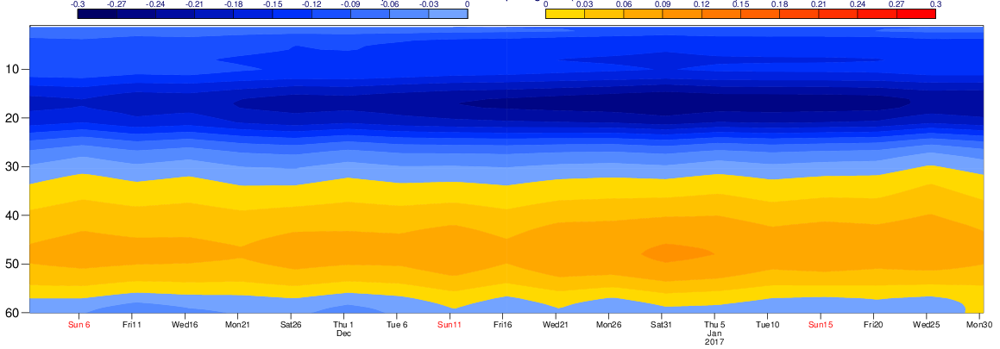 -0.3 -0.27 -0.24 -0.21 -0.18 -0.15 -0.12 -0.09 -0.06 -0.03 0 0 0.03 0.06 0.09 0.12 0.15 0.18 0.21 0.24 0.27 0.3
10
20
30
40
50
60
Sun 6 Fri11 Wed16 Mon21 Sat26 Thu 1 Tue 6 Sun11 Fri16 Wed21 Mon26 Sat31 Thu 5 Tue10 Sun15 Fri20 Wed25 Mon30
Dec Jan
2017